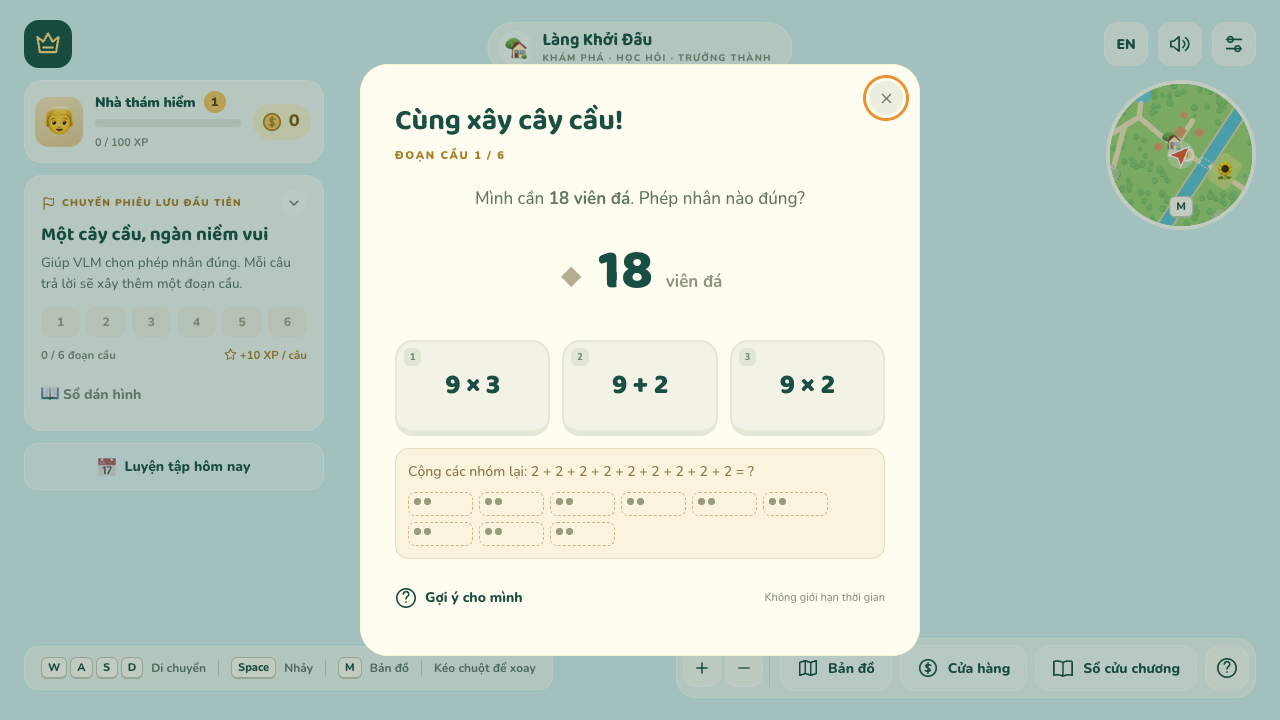 Làng Khởi Đầu
KHÁM PHÁ · HỌC HỎI · TRƯỞNG THÀNH
EN
Nhà thám hiểm 1
0 / 100 XP
$ 0
CHUYẾN PHIÊU LƯU ĐẦU TIÊN
Một cây cầu, ngàn niềm vui
Giúp VLM chọn phép nhân đúng. Mỗi câu
trả lời sẽ xây thêm một đoạn cầu.
1 2 3 4 5 6
0 / 6 đoạn cầu +10 XP / câu
Sổ dán hình
17 Luyện tập hôm nay
Cùng xây cây cầu!
ĐOẠN CẦU 1 / 6
Mình cần 18 viên đá. Phép nhân nào đúng?
18 viên đá
1 9 × 3
2 9 + 2
3 9 × 2
Cộng các nhóm lại: 2 + 2 + 2 + 2 + 2 + 2 + 2 + 2 + 2 = ?
? Gợi ý cho mình
Không giới hạn thời gian
M
W A S D Di chuyển Space Nhảy M Bản đồ Kéo chuột để xoay
+ − Bản đồ $ Cửa hàng Sổ cửu chương ?